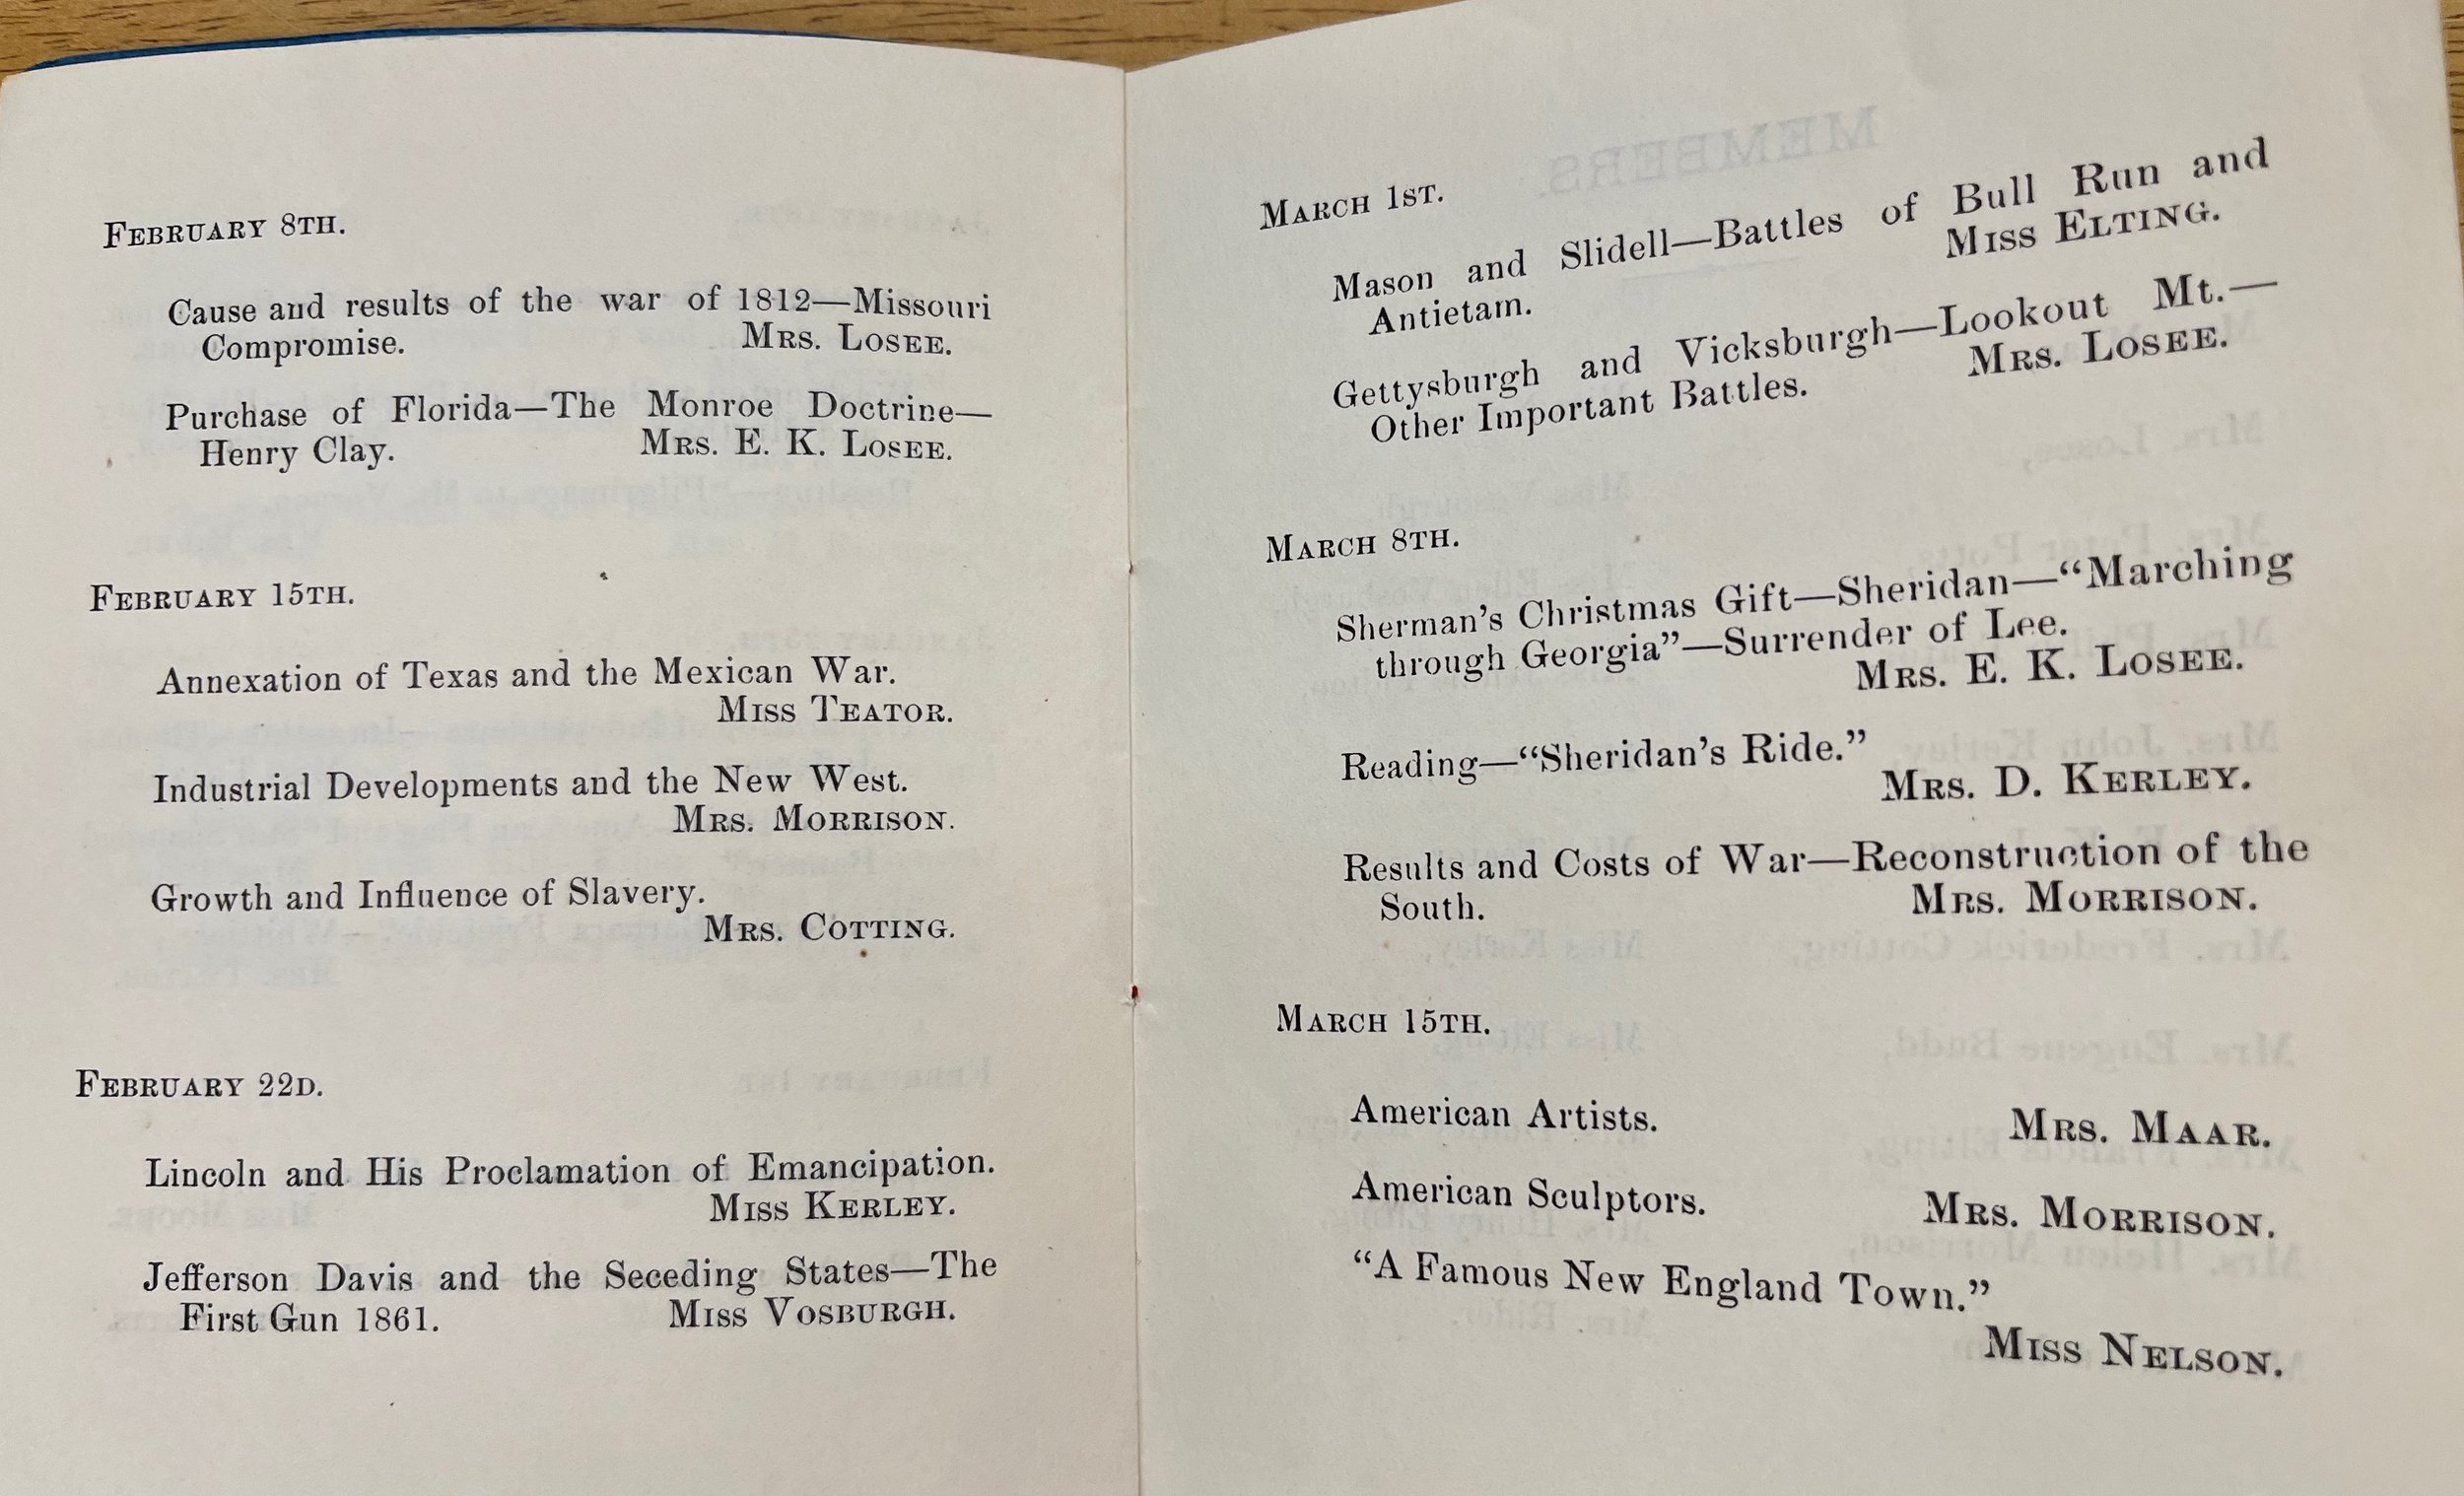 FEBRUARY 8TH.
Cause and results of the war of 1812—Missouri
Compromise. MRS. LOSEE.
Purchase of Florida—The Monroe Doctrine—
Henry Clay. MRS. E. K. LOSEE.
FEBRUARY 15TH.
Annexation of Texas and the Mexican War.
MISS TEATOR.
Industrial Developments and the New West.
MRS. MORRISON.
Growth and Influence of Slavery.
MRS. COTTING.
FEBRUARY 22D.
Lincoln and His Proclamation of Emancipation.
MISS KERLEY.
Jefferson Davis and the Seceding States—The
First Gun 1861. MISS VOSBURGH.
MARCH 1ST.
Mason and Slidell—Battles of Bull Run and
Antietam. MISS ELTING.
Gettysburgh and Vicksburgh—Lookout Mt.—
Other Important Battles. MRS. LOSEE.
MARCH 8TH.
Sherman's Christmas Gift—Sheridan—“Marching
through Georgia”—Surrender of Lee.
MRS. E. K. LOSEE.
Reading—“Sheridan's Ride.”
MRS. D. KERLEY.
Results and Costs of War—Reconstruction of the
South. MRS. MORRISON.
MARCH 15TH.
American Artists. MRS. MAAR.
American Sculptors. MRS. MORRISON.
“A Famous New England Town.”
MISS NELSON.